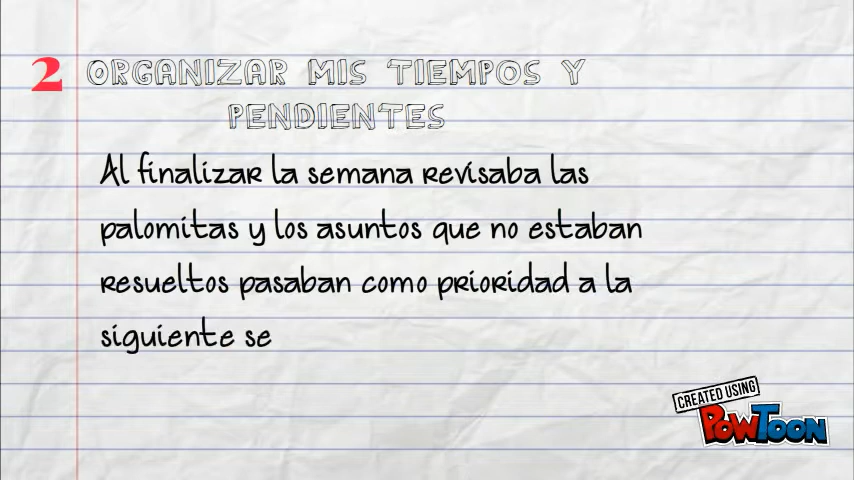 2 ORGANIZAR MIS TIEMPOS Y
PENDIENTES
Al finalizar la semana revisaba las
palomitas y los asuntos que no estaban
resueltos pasaban como prioridad a la
siguiente se
CREATED USING
POWTOON